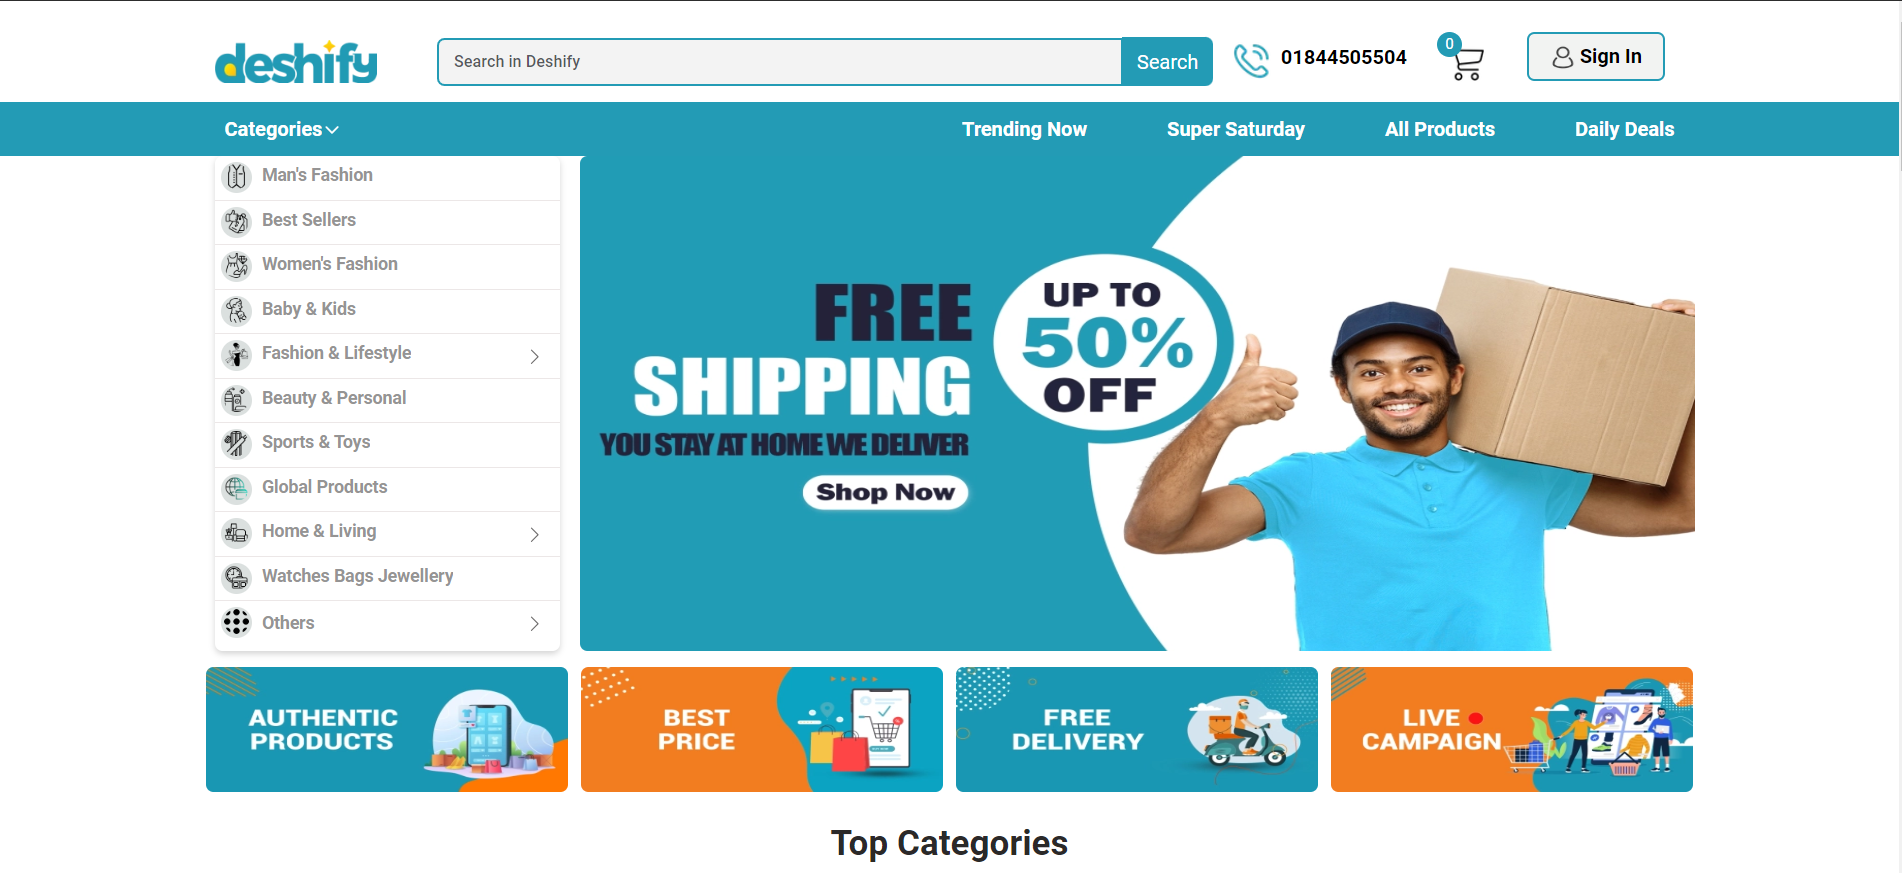 deshify
Search in Deshify
Search
01844505504
0
Sign In
Categories
Trending Now
Super Saturday
All Products
Daily Deals
Man's Fashion
Best Sellers
Women's Fashion
Baby & Kids
Fashion & Lifestyle
Beauty & Personal
Sports & Toys
Global Products
Home & Living
Watches Bags Jewellery
Others
FREE
SHIPPING
YOU STAY AT HOME WE DELIVER
Shop Now
UP TO
50%
OFF
AUTHENTIC
PRODUCTS
BEST
PRICE
FREE
DELIVERY
LIVE
CAMPAIGN
Top Categories